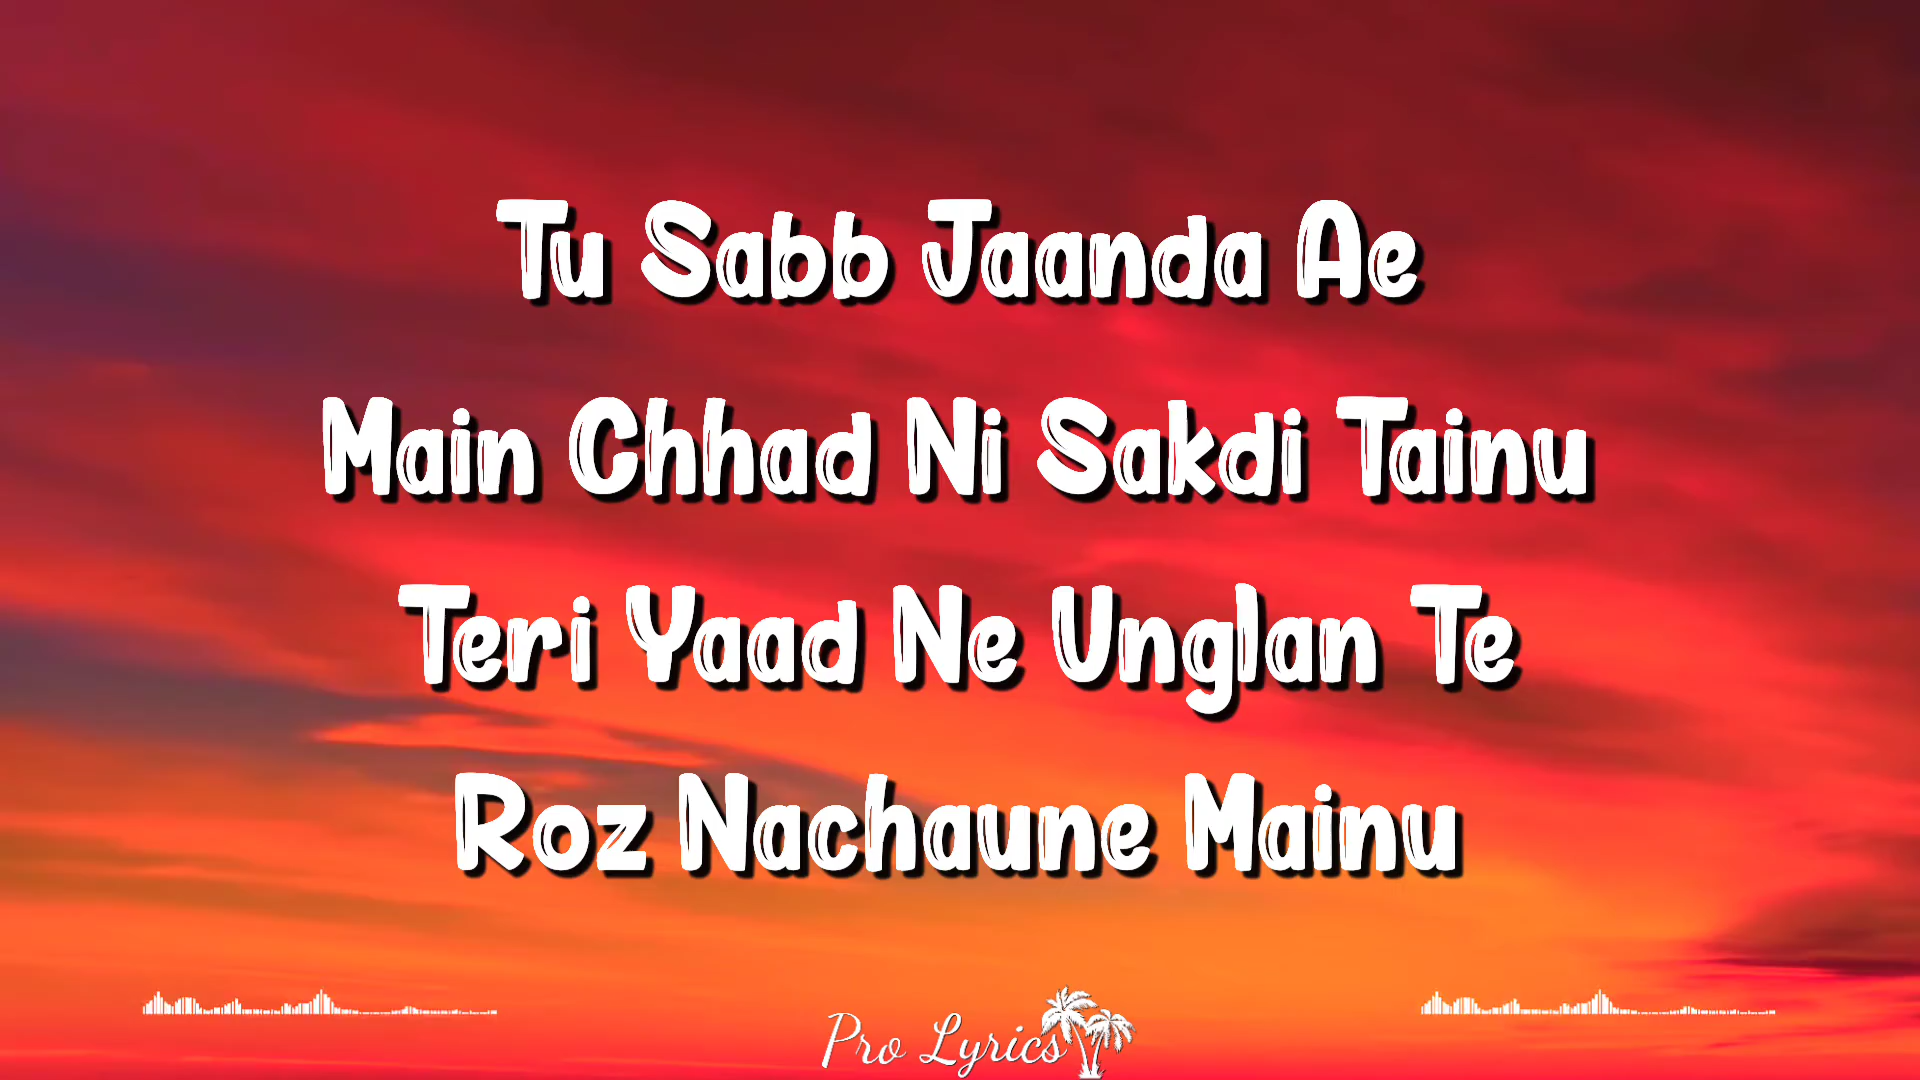 Tu Sabb Jaanda Ae
Main Chhad Ni Sakdi Tainu
Teri Yaad Ne Unglan Te
Roz Nachaune Mainu
Pro Lyrics